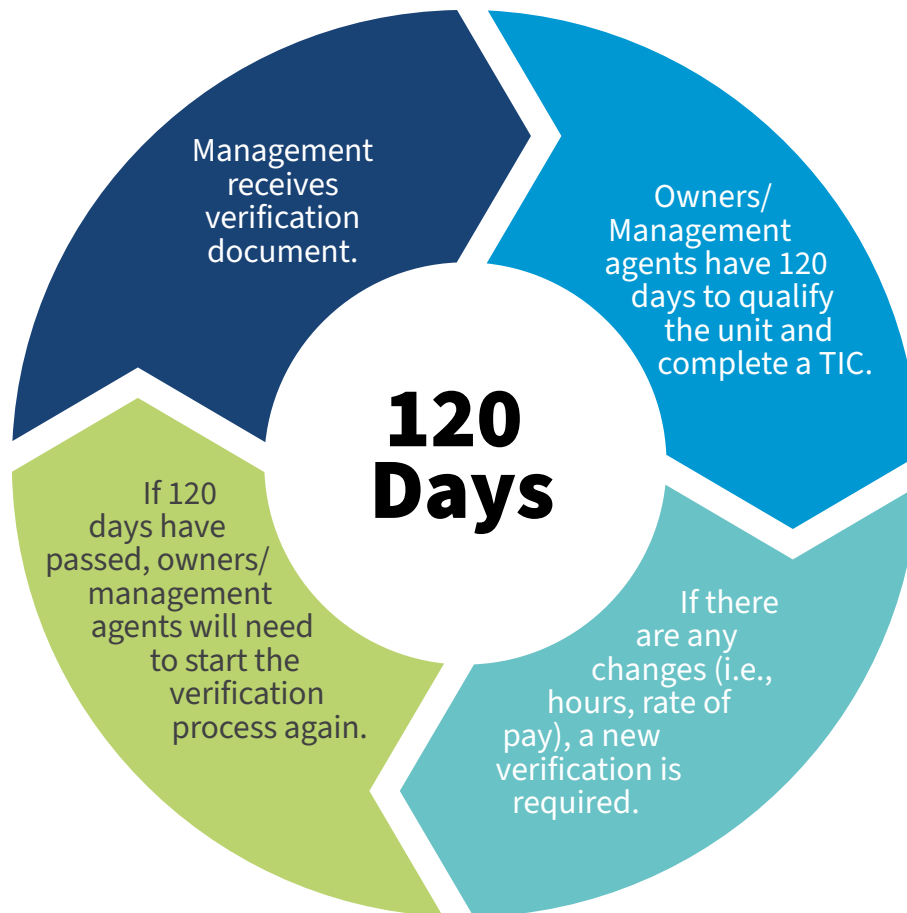 Management
receives
verification
document.
Owners/
Management
agents have 120
days to qualify
the unit and
complete a TIC.
If there
are any
changes (i.e.,
hours, rate of
pay), a new
verification is
required.
If 120
days have
passed, owners/
management
agents will need
to start the
verification
process again.
120
Days